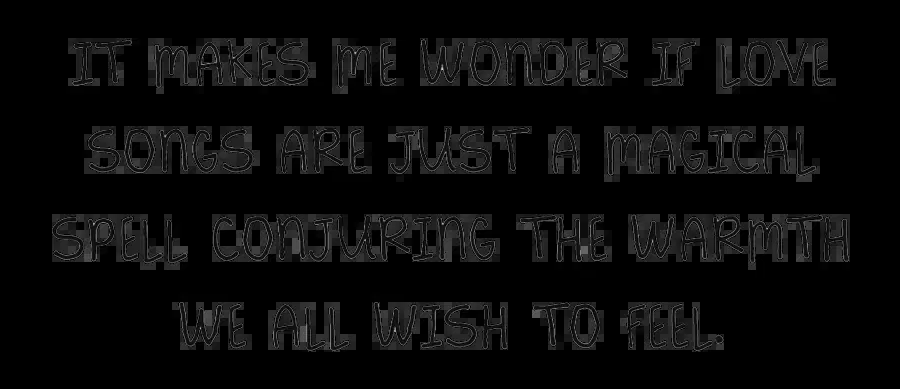 IT MAKES ME WONDER IF LOVE
SONGS ARE JUST A MAGICAL
SPELL CONJURING THE WARMTH
WE ALL WISH TO FEEL.